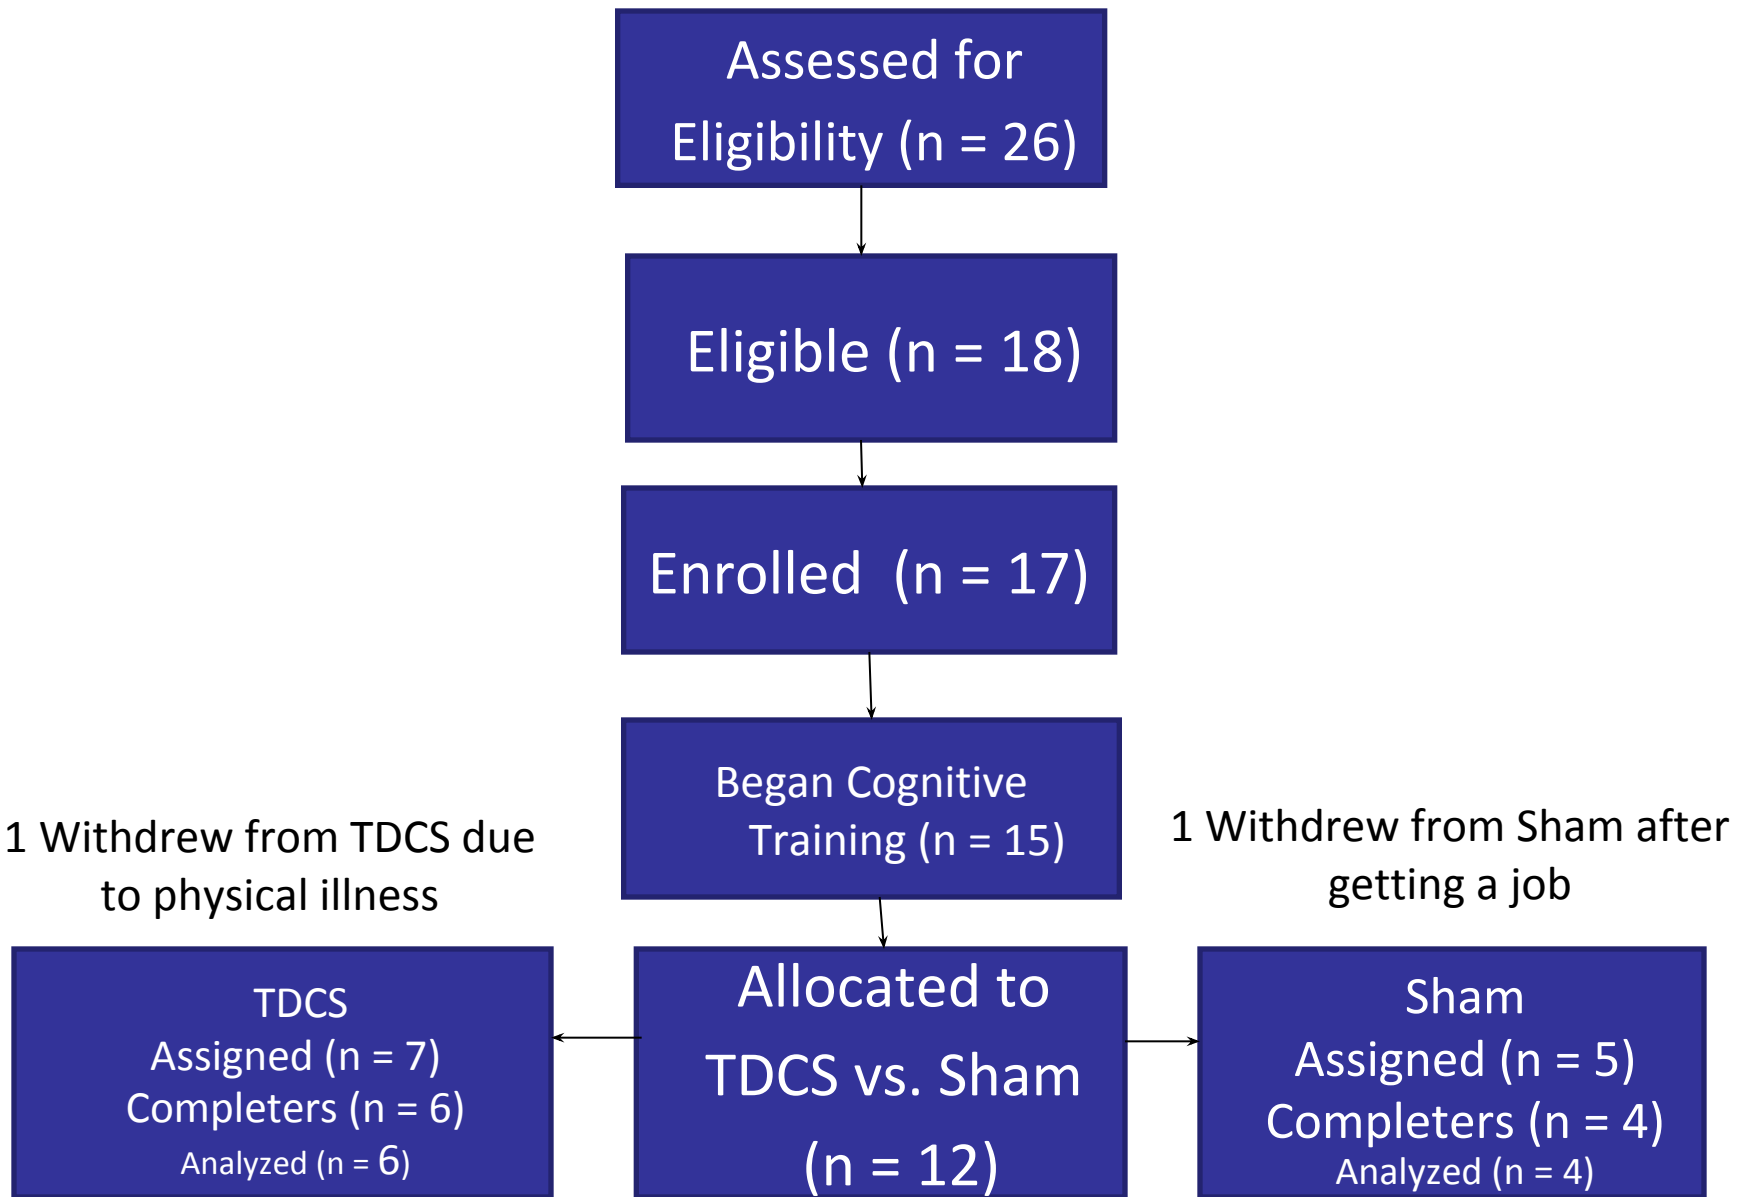 Assessed for
Eligibility (n = 26)
Eligible (n = 18)
Enrolled (n = 17)
Began Cognitive
Training (n = 15)
1 Withdrew from TDCS due
to physical illness
1 Withdrew from Sham after
getting a job
TDCS
Assigned (n = 7)
Completers (n = 6)
Analyzed (n = 6)
Allocated to
TDCS vs. Sham
(n = 12)
Sham
Assigned (n = 5)
Completers (n = 4)
Analyzed (n = 4)